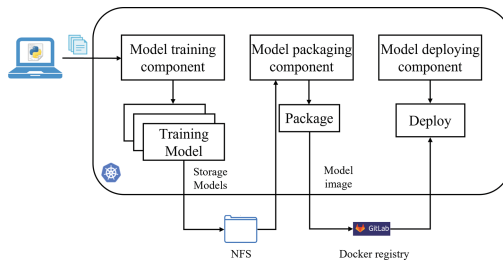 Model training
component
Model packaging
component
Model deploying
component
Training
Model
Package
Deploy
Storage
Models
Model
image
GitLab
NFS
Docker registry